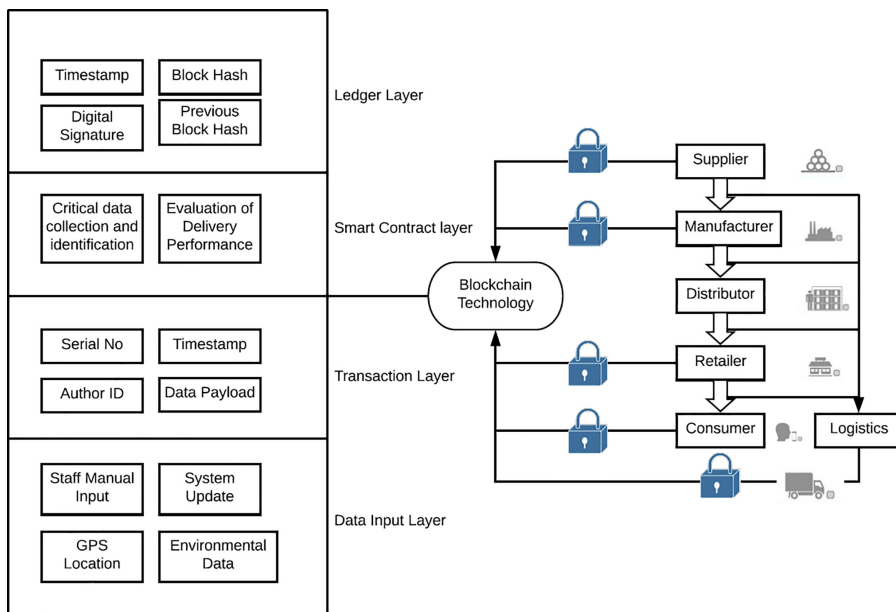 Timestamp
Block Hash
Digital
Signature
Previous
Block Hash
Ledger Layer
Critical data
collection and
identification
Evaluation of
Delivery
Performance
Smart Contract layer
Serial No
Timestamp
Author ID
Data Payload
Transaction Layer
Staff Manual
Input
System
Update
GPS
Location
Environmental
Data
Data Input Layer
Blockchain
Technology
Supplier
Manufacturer
Distributor
Retailer
Consumer
Logistics